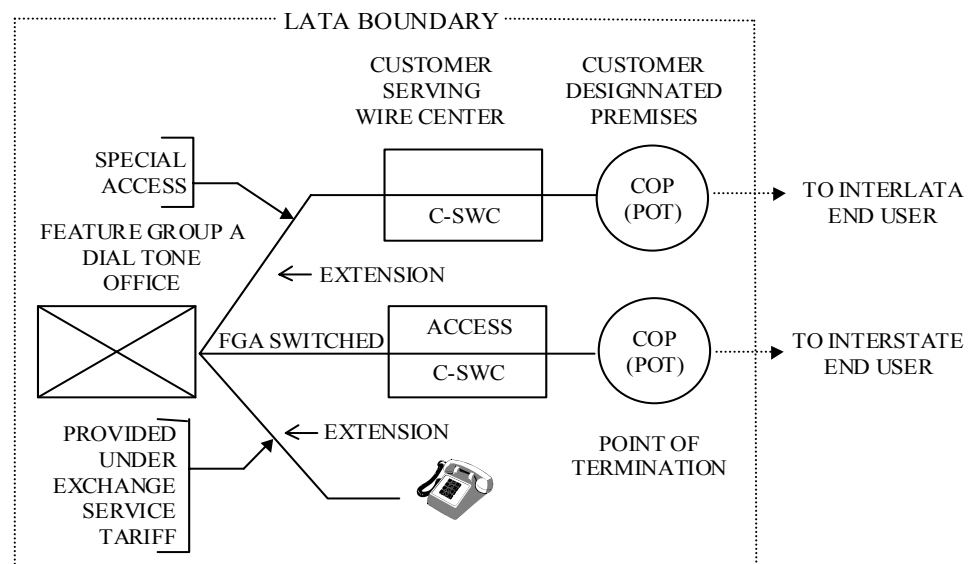 LATA BOUNDARY
CUSTOMER
SERVING
WIRE CENTER
CUSTOMER
DESIGNNATED
PREMISES
SPECIAL
ACCESS
COP
(POT)
C-SWC
TO INTERLATA
END USER
FEATURE GROUP A
DIAL TONE
OFFICE
EXTENSION
FGA SWITCHED
ACCESS
C-SWC
COP
(POT)
TO INTERSTATE
END USER
EXTENSION
PROVIDED
UNDER
EXCHANGE
SERVICE
TARIFF
POINT OF
TERMINATION